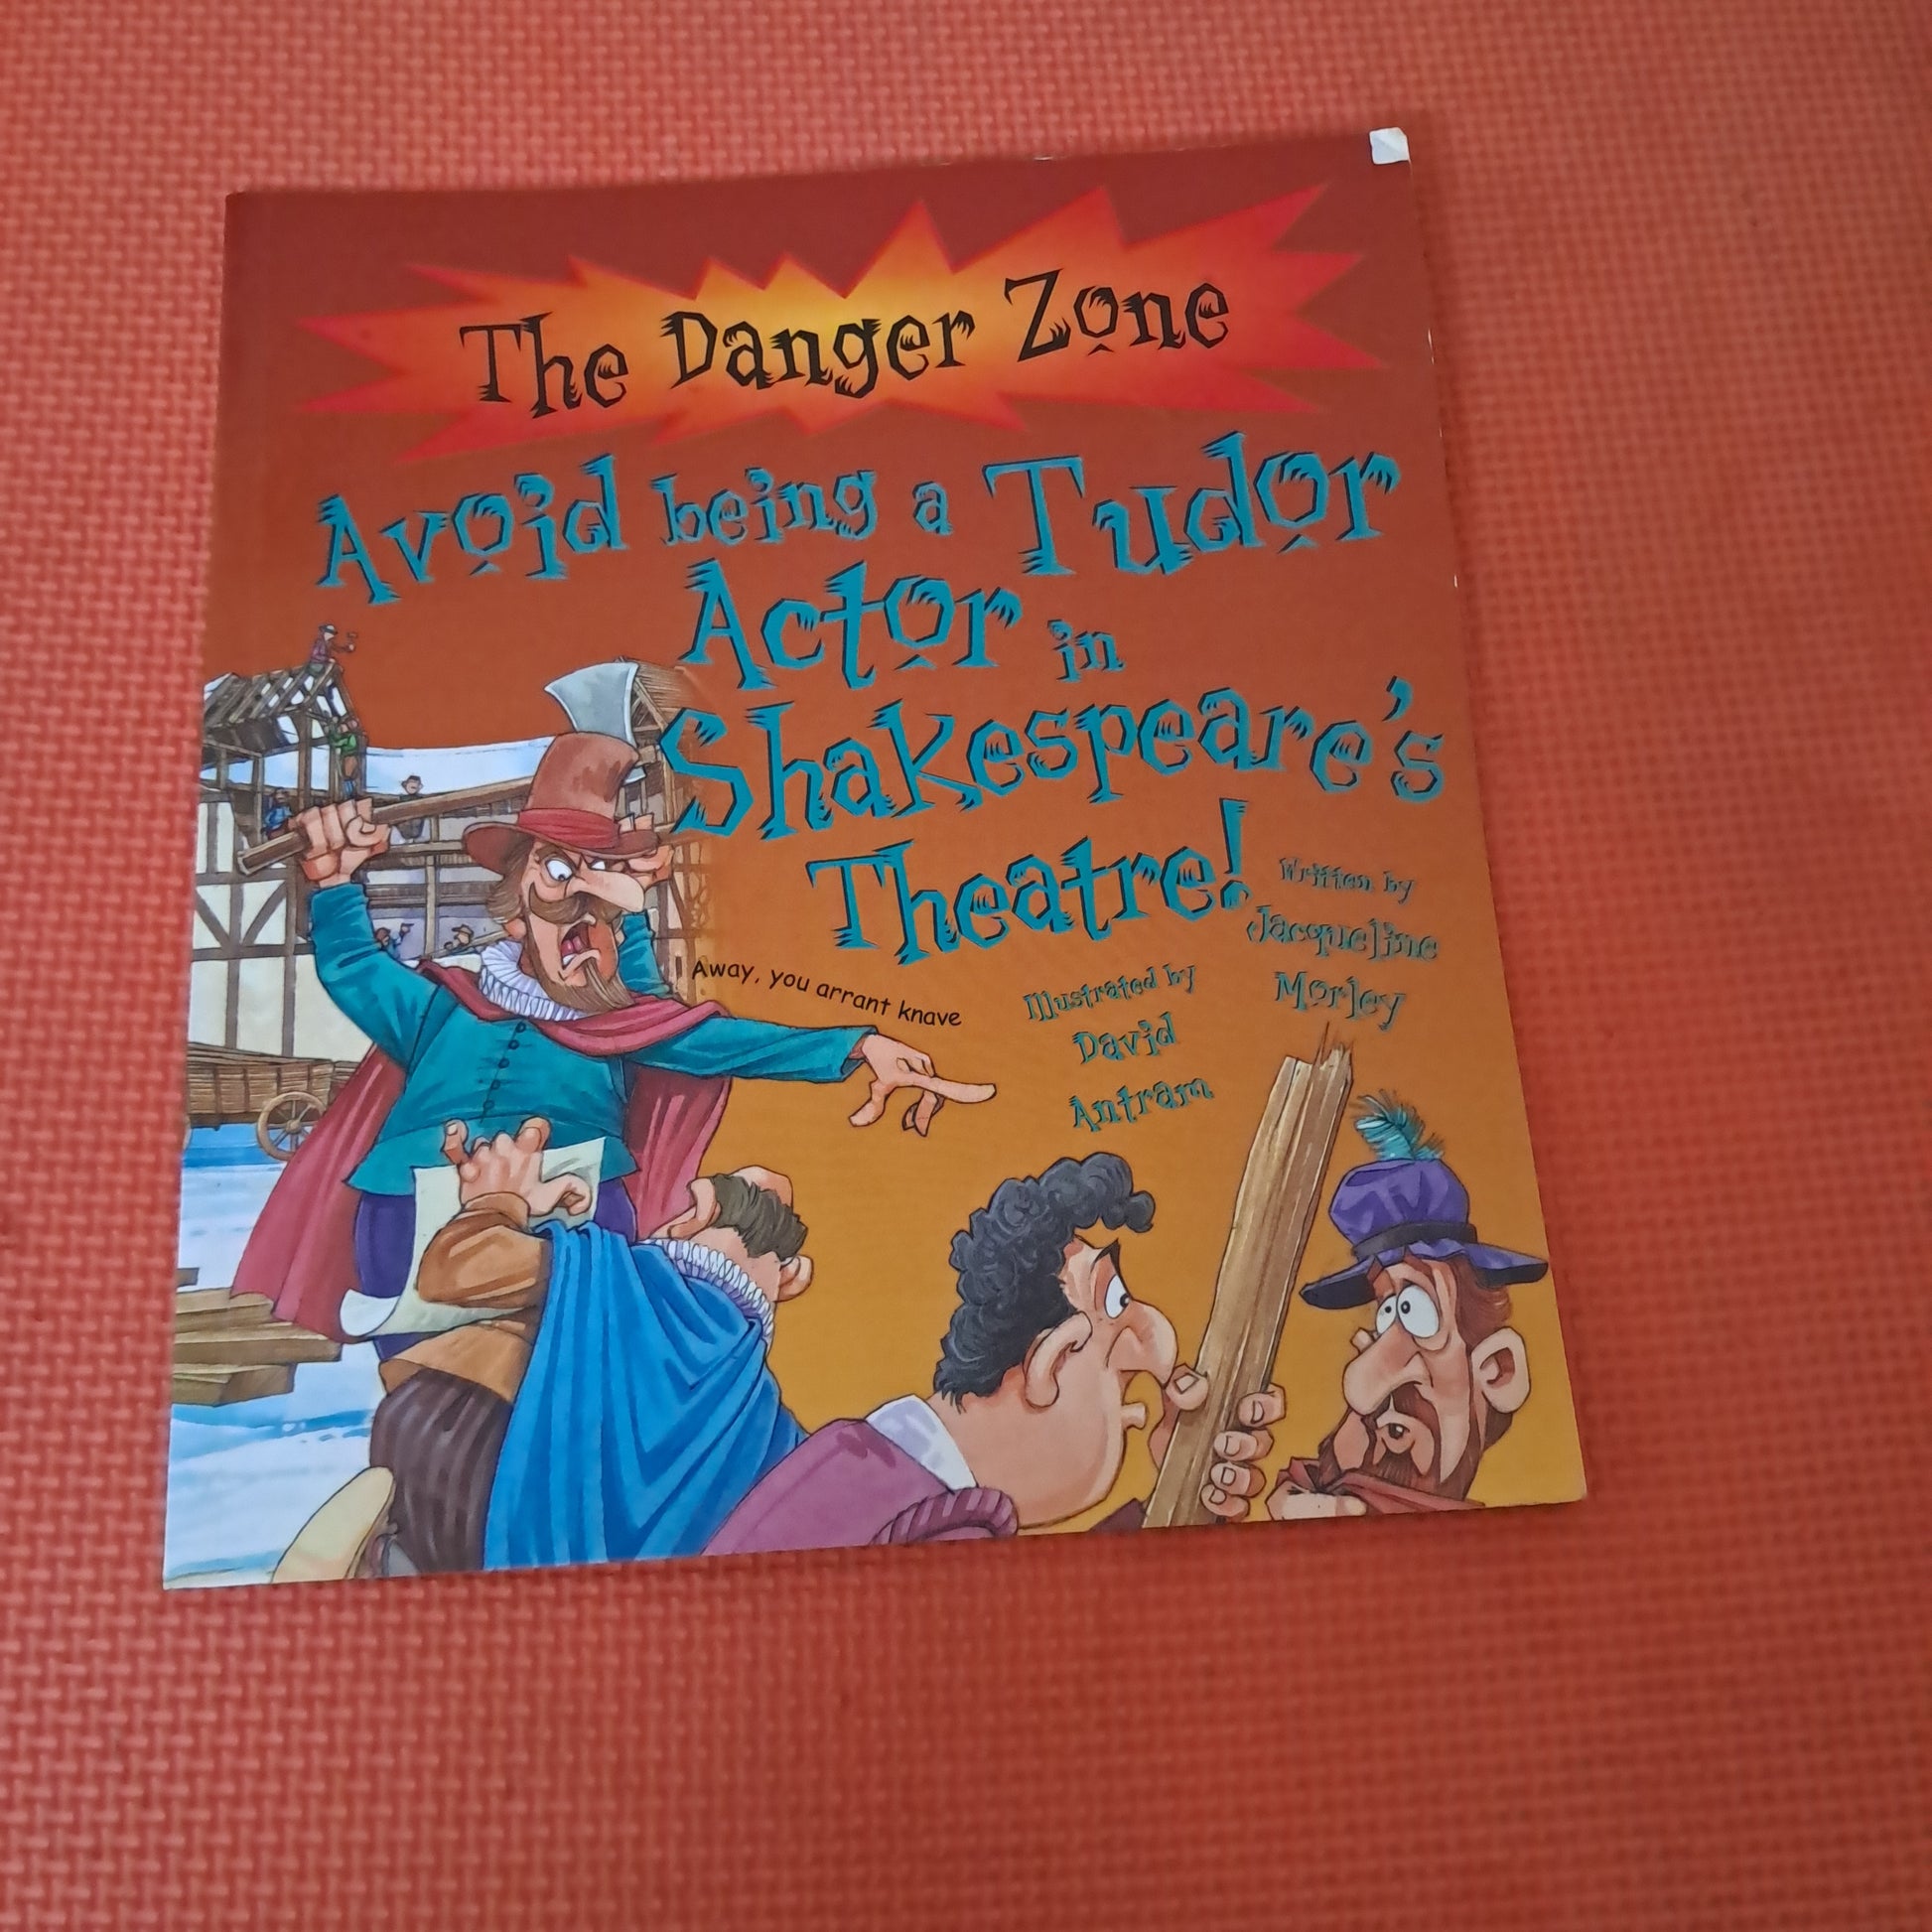 The Danger Zone
Avoid being a Tudor
Actor in
Shakespeare's
Theatre!
Written by
Jacqueline
Morley
Illustrated by
David
Antram
Away, you arrant knave